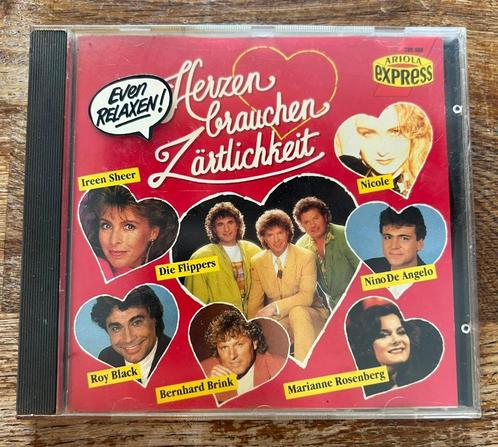 Even
RELAXEN!
Herzen
brauchen
Zärtlichkeit
ARIOLA
express
Ireen Sheer
Nicole
Die Flippers
Nino De Angelo
Roy Black
Bernhard Brink
Marianne Rosenberg